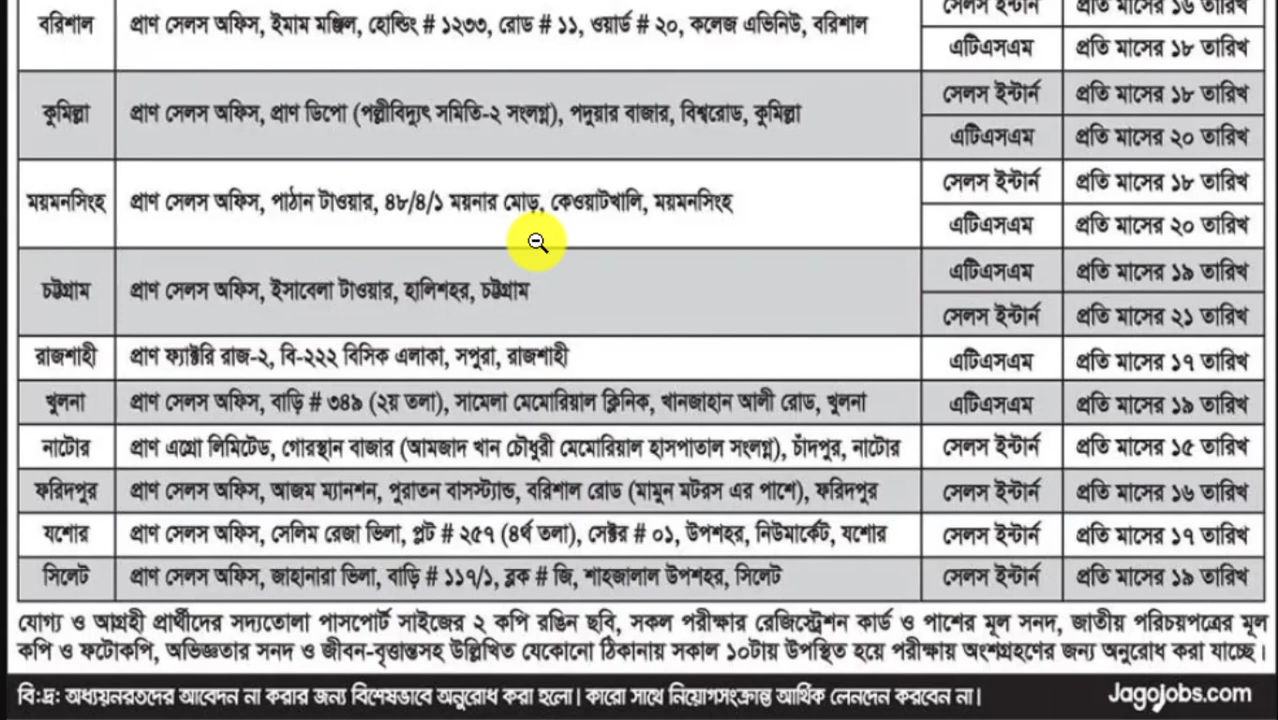 সেলস ইন্টার্ন প্রতি মাসের ১৬ তারিখ
বরিশাল প্রাণ সেলস অফিস, ইমাম মঞ্জিল, হোল্ডিং # ১২৩৩, রোড # ১১, ওয়ার্ড # ২০, কলেজ এভিনিউ, বরিশাল
এটিএসএম প্রতি মাসের ১৮ তারিখ
সেলস ইন্টার্ন প্রতি মাসের ১৮ তারিখ
কুমিল্লা প্রাণ সেলস অফিস, প্রাণ ডিপো (পল্লীবিদ্যুৎ সমিতি-২ সংলগ্ন), পদুয়ার বাজার, বিশ্বরোড, কুমিল্লা
এটিএসএম প্রতি মাসের ২০ তারিখ
সেলস ইন্টার্ন প্রতি মাসের ১৮ তারিখ
ময়মনসিংহ প্রাণ সেলস অফিস, পাঠান টাওয়ার, ৪৮/৪/১ ময়নার মোড়, কেওয়াটখালি, ময়মনসিংহ
এটিএসএম প্রতি মাসের ২০ তারিখ
এটিএসএম প্রতি মাসের ১৯ তারিখ
চট্টগ্রাম প্রাণ সেলস অফিস, ইসাবেলা টাওয়ার, হালিশহর, চট্টগ্রাম
সেলস ইন্টার্ন প্রতি মাসের ২১ তারিখ
রাজশাহী প্রাণ ফ্যাক্টরি রাজ-২, বি-২২২ বিসিক এলাকা, সপুরা, রাজশাহী এটিএসএম প্রতি মাসের ১৭ তারিখ
খুলনা প্রাণ সেলস অফিস, বাড়ি # ৩৪৯ (২য় তলা), সামেলা মেমোরিয়াল ক্লিনিক, খানজাহান আলী রোড, খুলনা এটিএসএম প্রতি মাসের ১৯ তারিখ
নাটোর প্রাণ এগ্রো লিমিটেড, গোরস্থান বাজার (আমজাদ খান চৌধুরী মেমোরিয়াল হাসপাতাল সংলগ্ন), চাঁদপুর, নাটোর সেলস ইন্টার্ন প্রতি মাসের ১৫ তারিখ
ফরিদপুর প্রাণ সেলস অফিস, আজম ম্যানশন, পুরাতন বাসস্ট্যান্ড, বরিশাল রোড (মামুন মটরস এর পাশে), ফরিদপুর সেলস ইন্টার্ন প্রতি মাসের ১৬ তারিখ
যশোর প্রাণ সেলস অফিস, সেলিম রেজা ভিলা, প্লট # ২৫৭ (৪র্থ তলা), সেক্টর # ০১, উপশহর, নিউমার্কেট, যশোর সেলস ইন্টার্ন প্রতি মাসের ১৭ তারিখ
সিলেট প্রাণ সেলস অফিস, জাহানারা ভিলা, বাড়ি # ১১৭/১, ব্লক # জি, শাহজালাল উপশহর, সিলেট সেলস ইন্টার্ন প্রতি মাসের ১৯ তারিখ
যোগ্য ও আগ্রহী প্রার্থীদের সদ্যতোলা পাসপোর্ট সাইজের ২ কপি রঙিন ছবি, সকল পরীক্ষার রেজিস্ট্রেশন কার্ড ও পাশের মূল সনদ, জাতীয় পরিচয়পত্রের মূল
কপি ও ফটোকপি, অভিজ্ঞতার সনদ ও জীবন-বৃত্তান্তসহ উল্লিখিত যেকোনো ঠিকানায় সকাল ১০টায় উপস্থিত হয়ে পরীক্ষায় অংশগ্রহণের জন্য অনুরোধ করা যাচ্ছে।
বি:দ্র: অধ্যয়নরতদের আবেদন না করার জন্য বিশেষভাবে অনুরোধ করা হলো। কারো সাথে নিয়োগসংক্রান্ত আর্থিক লেনদেন করবেন না। Jagojobs.com